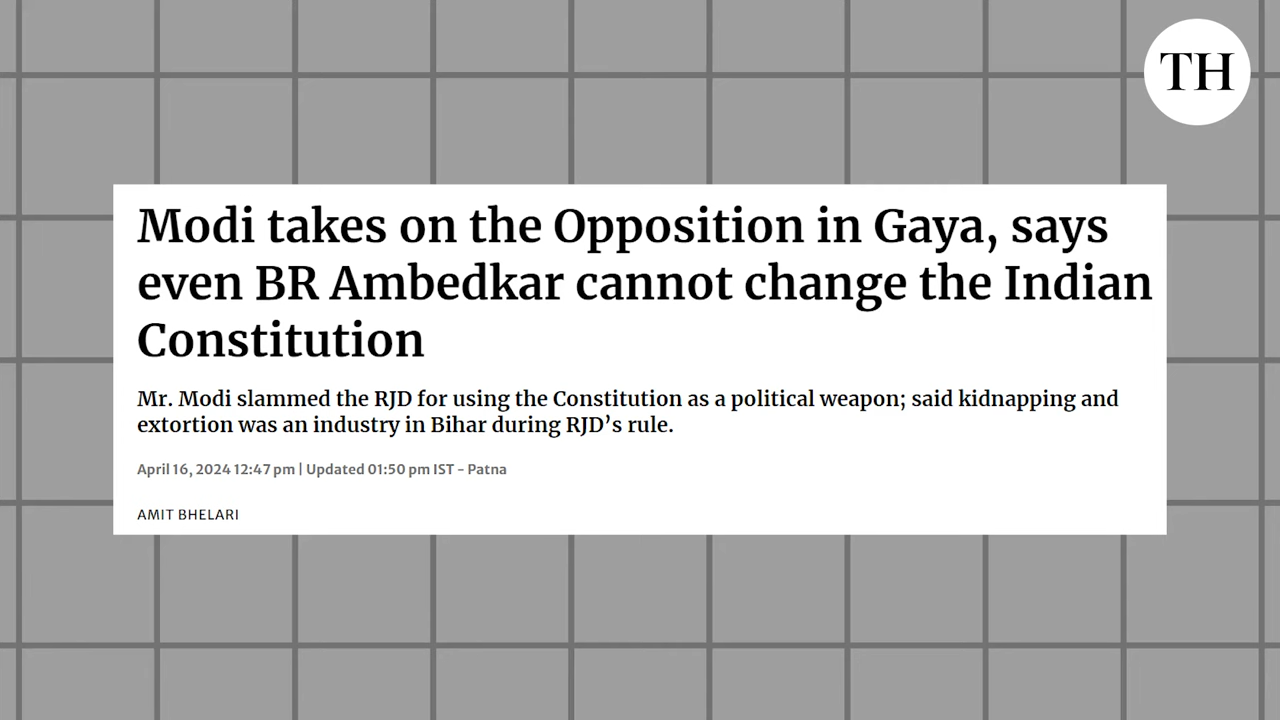 TH
Modi takes on the Opposition in Gaya, says
even BR Ambedkar cannot change the Indian
Constitution
Mr. Modi slammed the RJD for using the Constitution as a political weapon; said kidnapping and
extortion was an industry in Bihar during RJD’s rule.
April 16, 2024 12:47 pm | Updated 01:50 pm IST - Patna
AMIT BHELARI